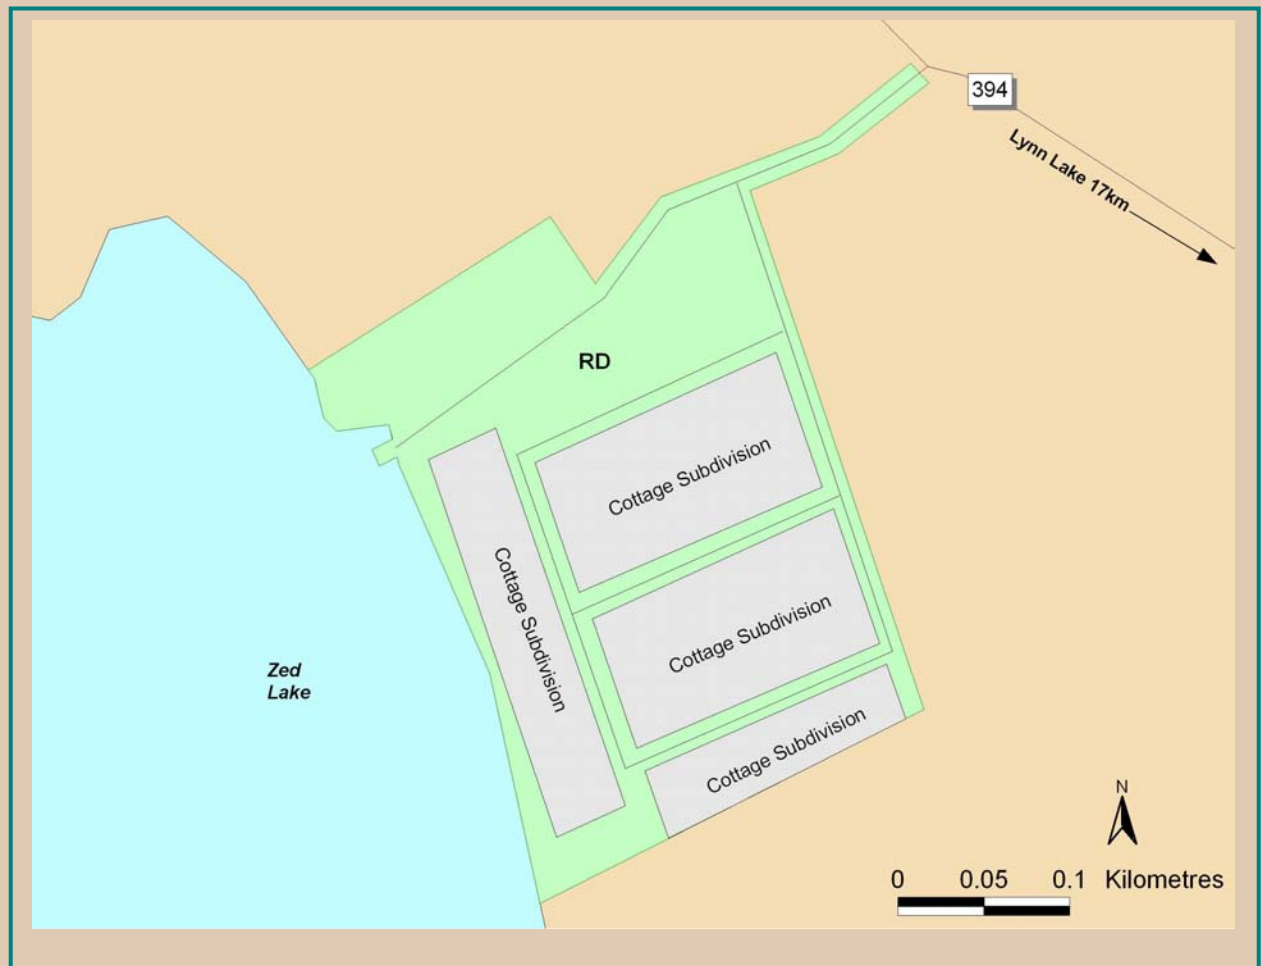 394
Lynn Lake 17km
RD
Cottage Subdivision
Cottage Subdivision
Cottage Subdivision
Zed
Lake
Cottage Subdivision
N
0 0.05 0.1 Kilometres